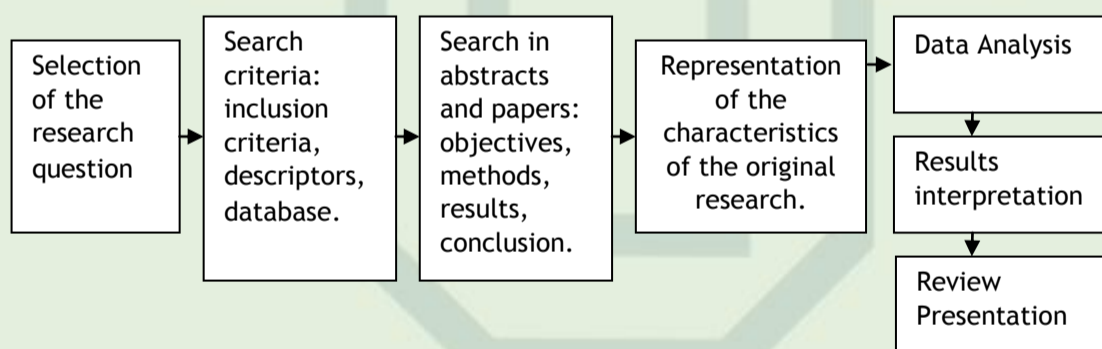 Selection
of the
research
question
Search
criteria:
inclusion
criteria,
descriptors,
database.
Search in
abstracts
and papers:
objectives,
methods,
results,
conclusion.
Representation
of the
characteristics
of the original
research.
Data Analysis
Results
interpretation
Review
Presentation